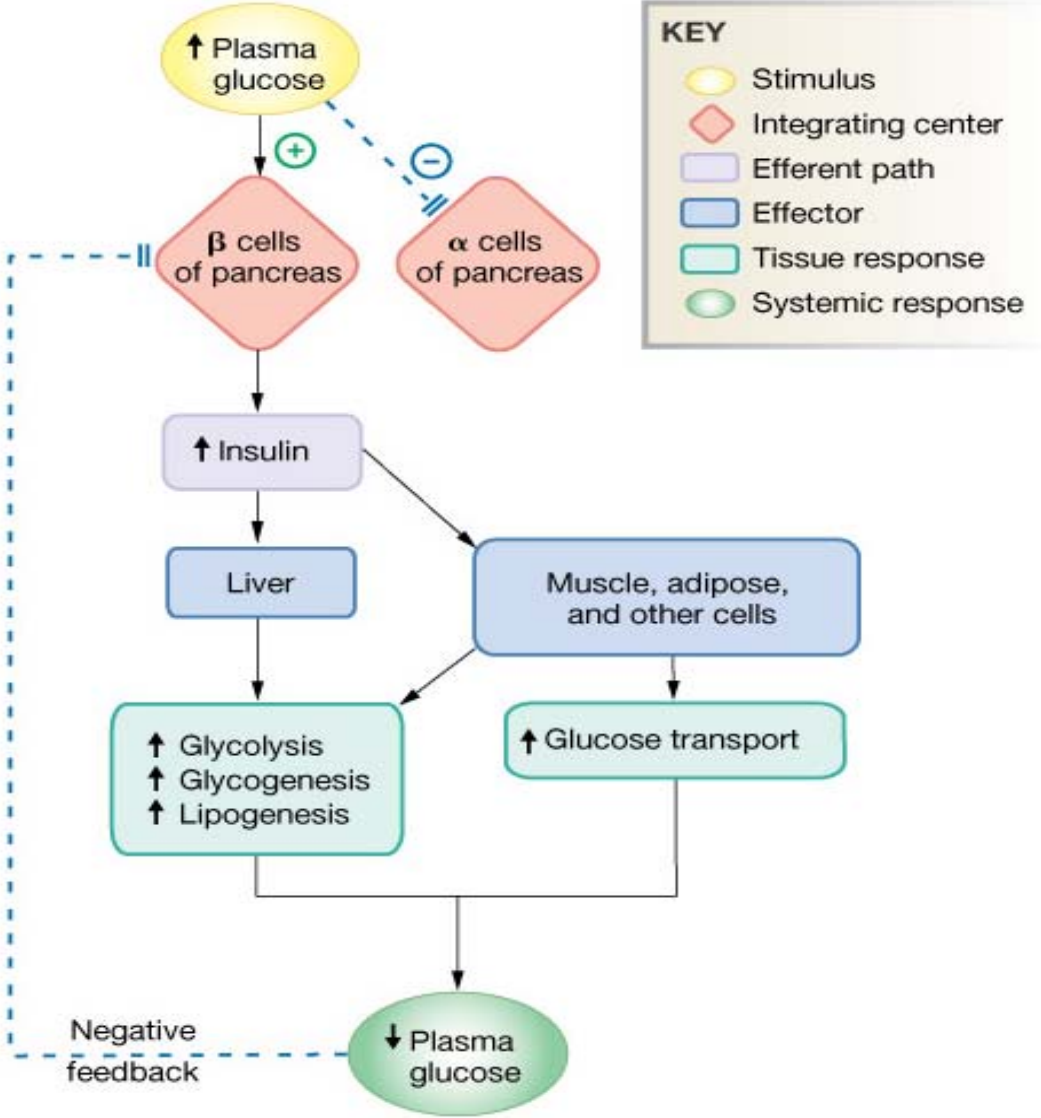 ↑ Plasma
glucose
+
−
β cells
of pancreas
α cells
of pancreas
↑ Insulin
Liver
Muscle, adipose,
and other cells
↑ Glycolysis
↑ Glycogenesis
↑ Lipogenesis
↑ Glucose transport
↓ Plasma
glucose
Negative
feedback
KEY
Stimulus
Integrating center
Efferent path
Effector
Tissue response
Systemic response